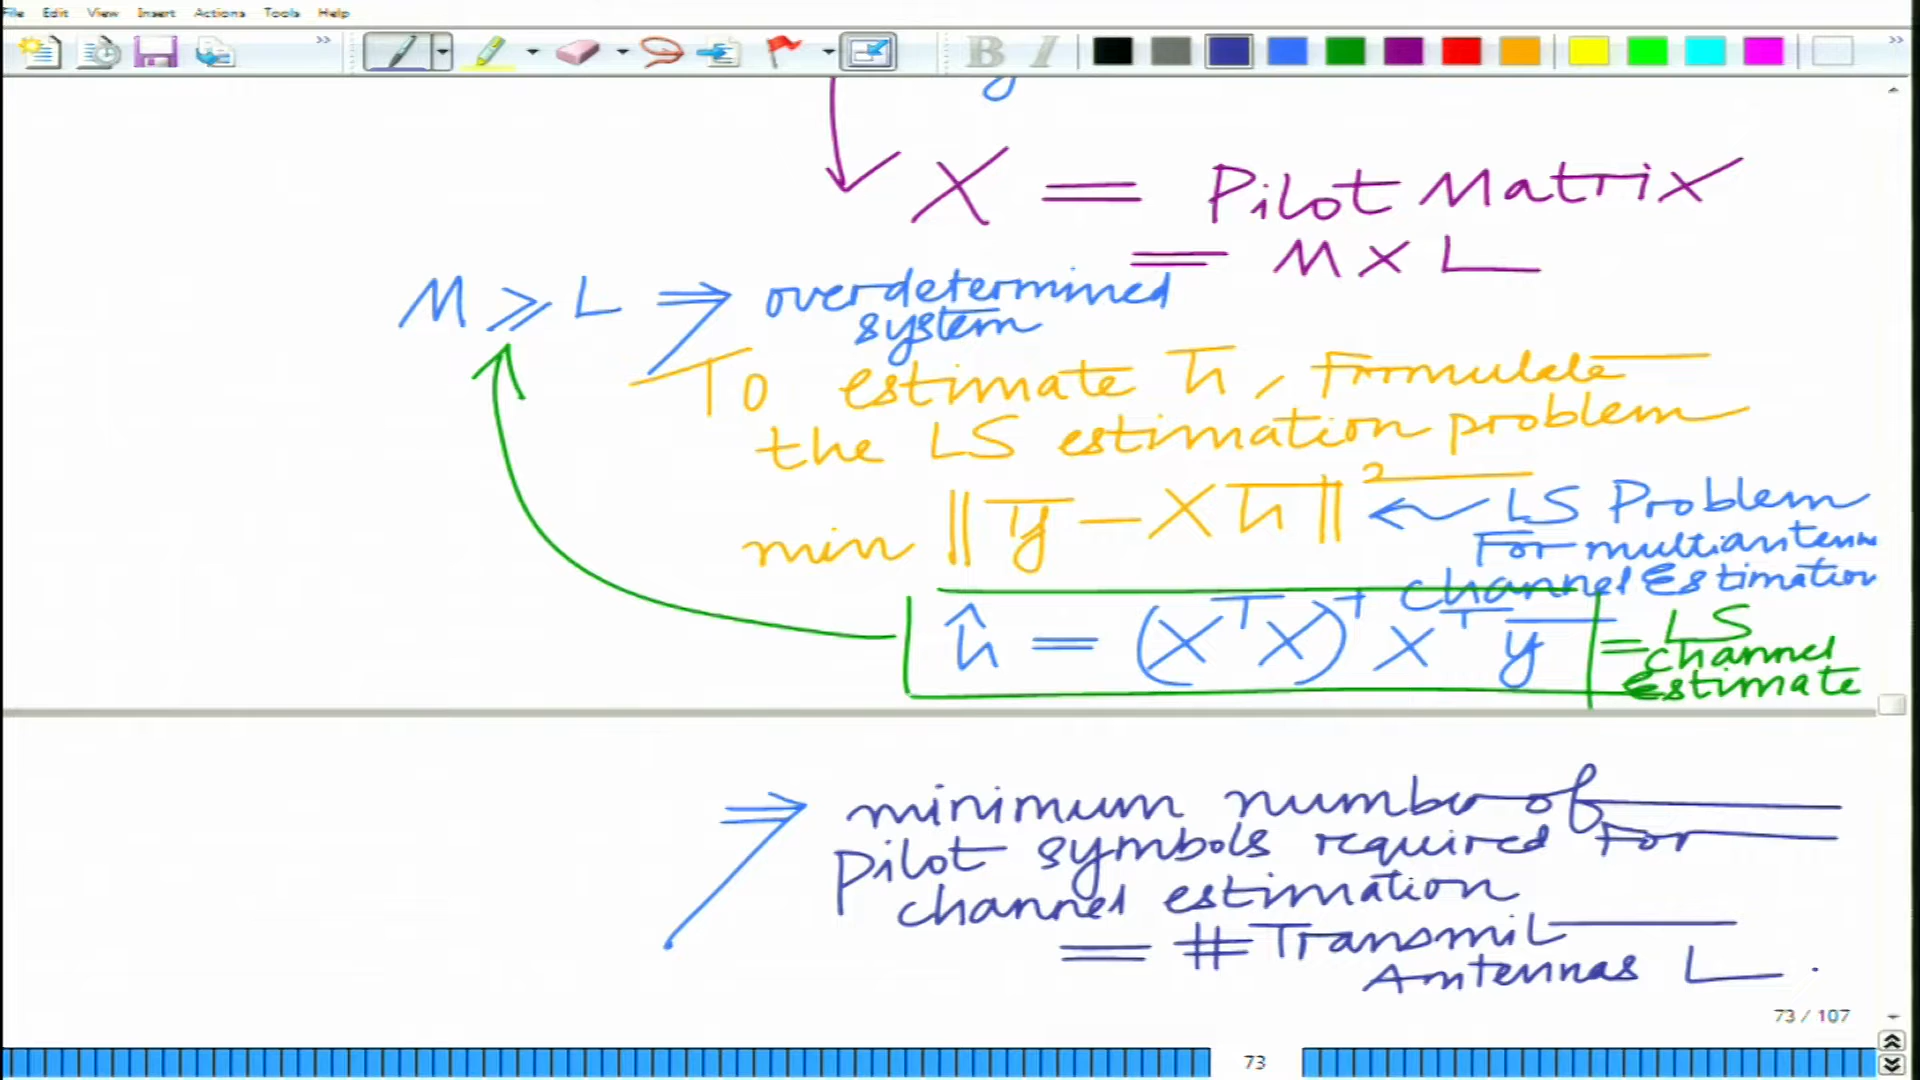 File Edit View Insert Actions Tools Help
B I
X = Pilot Matrix
= M × L
M ≥ L ⇒ overdetermined
system
To estimate h̄, formulate
the LS estimation problem
min ‖ȳ − X h̄‖² ← LS Problem
For multiantenna
channel Estimation
ĥ = (XᵀX)⁻¹ Xᵀ ȳ = LS
channel
Estimate
⇒ minimum number of
pilot symbols required for
channel estimation
= # Transmit
Antennas L.
73 / 107
73